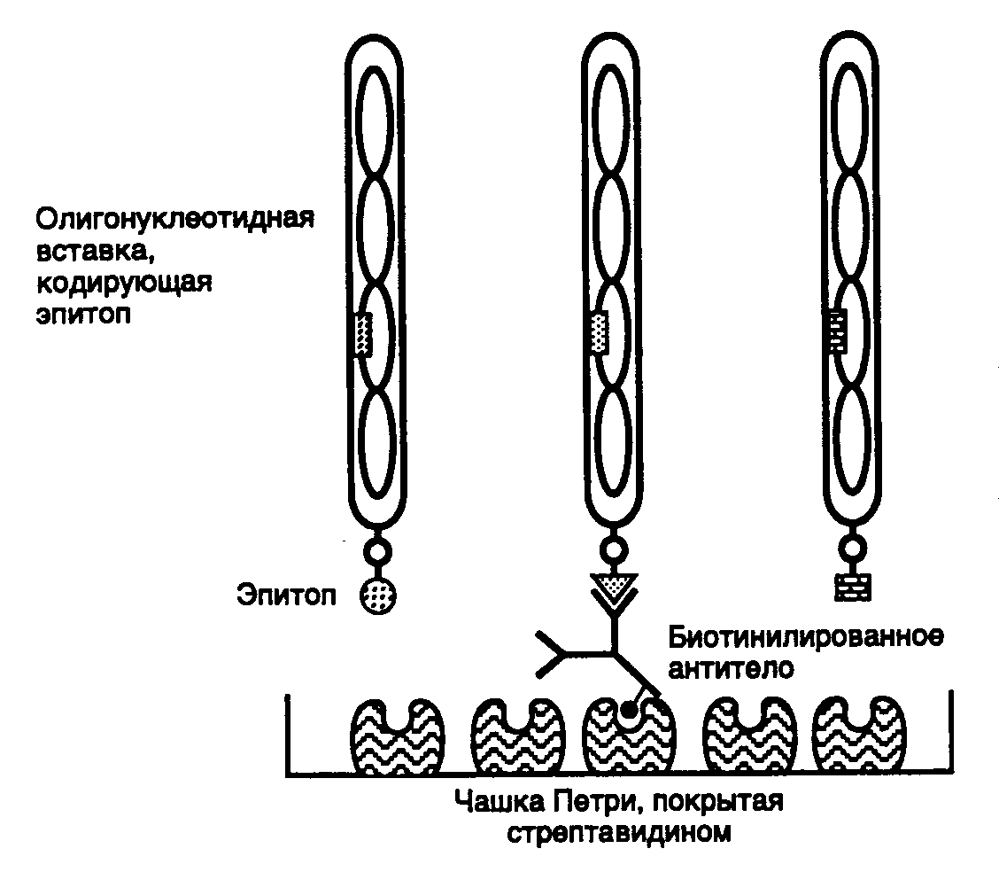 Олигонуклеотидная
вставка,
кодирующая
эпитоп
Эпитоп
Биотинилированное
антитело
Чашка Петри, покрытая
стрептавидином